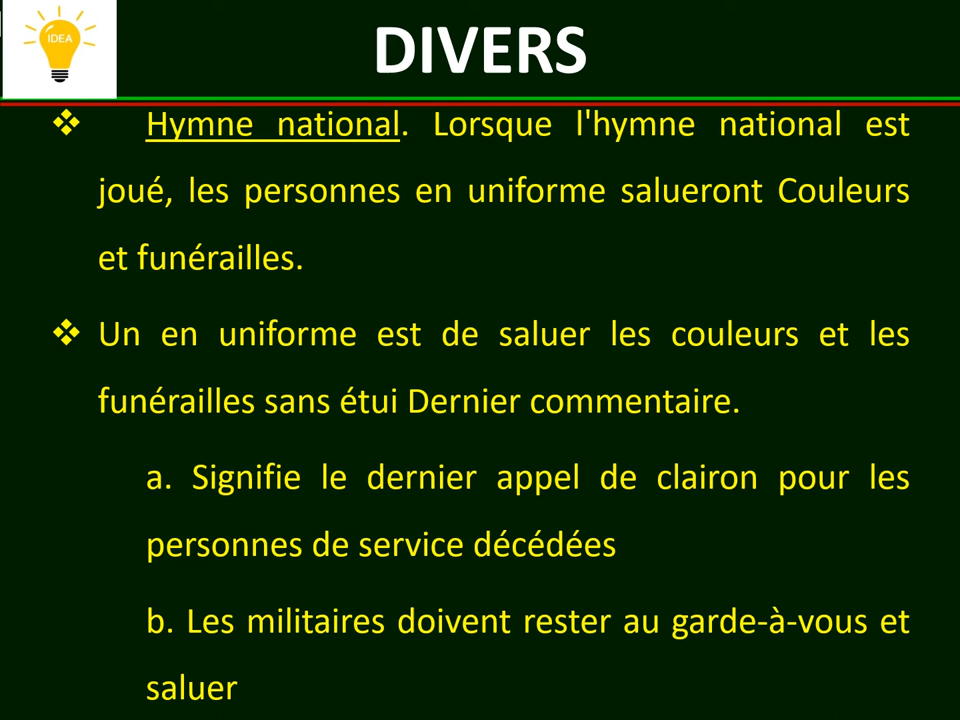 IDEA
DIVERS
❖ Hymne national. Lorsque l'hymne national est
joué, les personnes en uniforme salueront Couleurs
et funérailles.
❖ Un en uniforme est de saluer les couleurs et les
funérailles sans étui Dernier commentaire.
a. Signifie le dernier appel de clairon pour les
personnes de service décédées
b. Les militaires doivent rester au garde-à-vous et
saluer